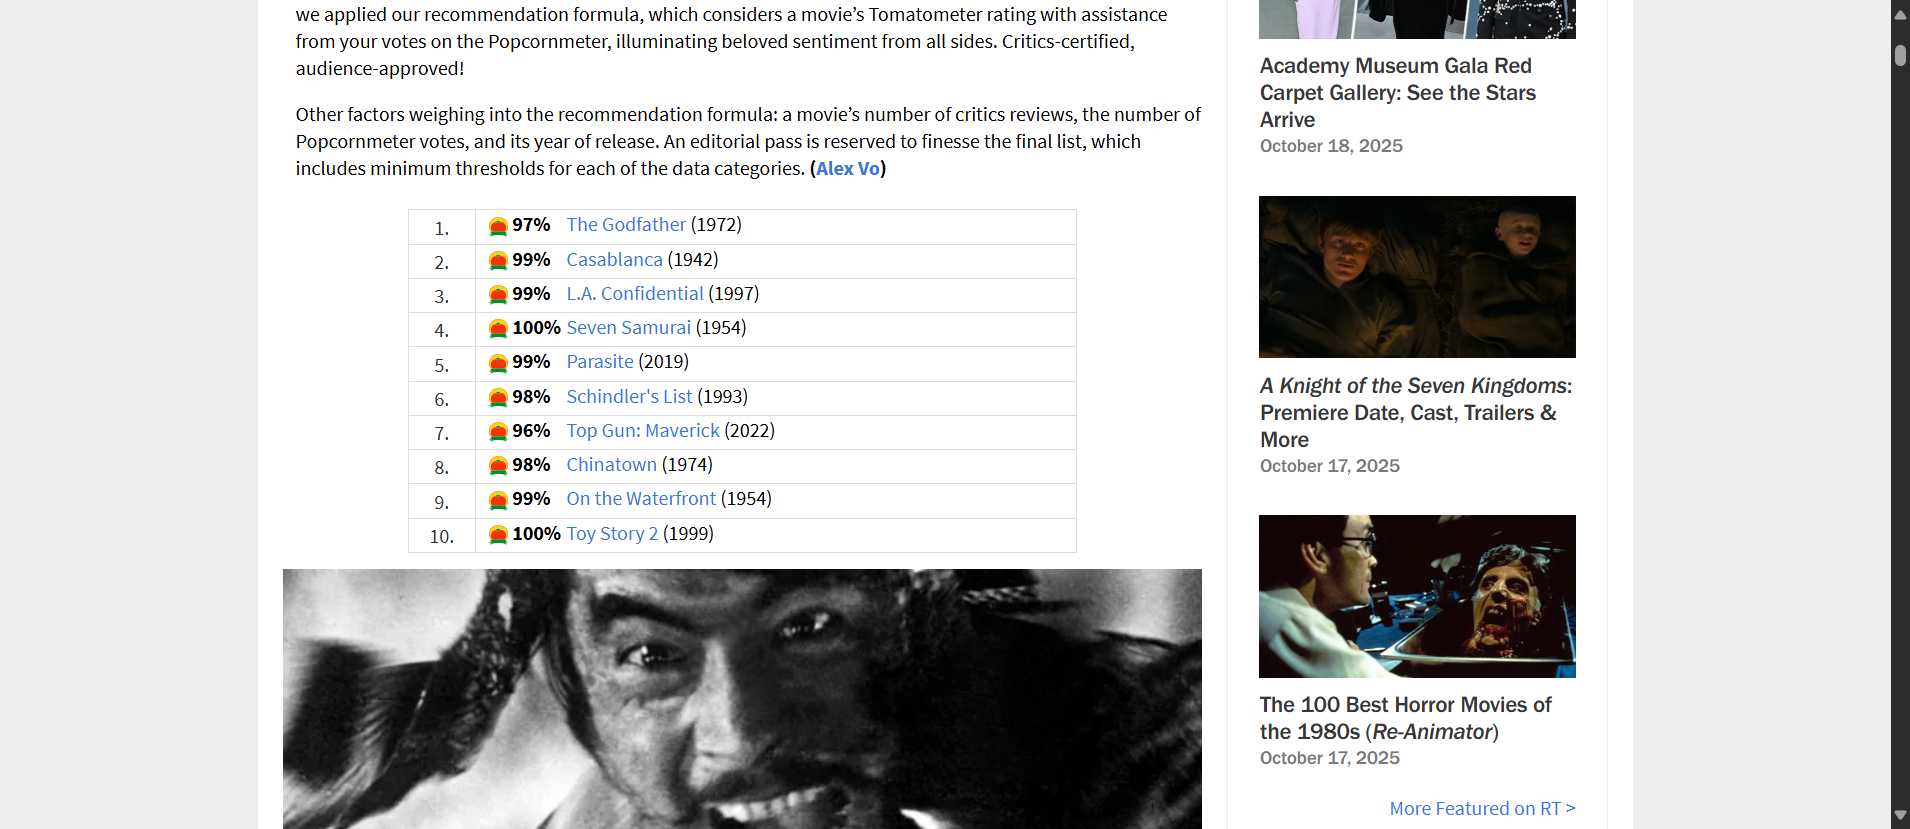 we applied our recommendation formula, which considers a movie’s Tomatometer rating with assistance
from your votes on the Popcornmeter, illuminating beloved sentiment from all sides. Critics-certified,
audience-approved!
Other factors weighing into the recommendation formula: a movie’s number of critics reviews, the number of
Popcornmeter votes, and its year of release. An editorial pass is reserved to finesse the final list, which
includes minimum thresholds for each of the data categories. (Alex Vo)
1. 97% The Godfather (1972)
2. 99% Casablanca (1942)
3. 99% L.A. Confidential (1997)
4. 100% Seven Samurai (1954)
5. 99% Parasite (2019)
6. 98% Schindler's List (1993)
7. 96% Top Gun: Maverick (2022)
8. 98% Chinatown (1974)
9. 99% On the Waterfront (1954)
10. 100% Toy Story 2 (1999)
Academy Museum Gala Red
Carpet Gallery: See the Stars
Arrive
October 18, 2025
A Knight of the Seven Kingdoms:
Premiere Date, Cast, Trailers &
More
October 17, 2025
The 100 Best Horror Movies of
the 1980s (Re-Animator)
October 17, 2025
More Featured on RT >